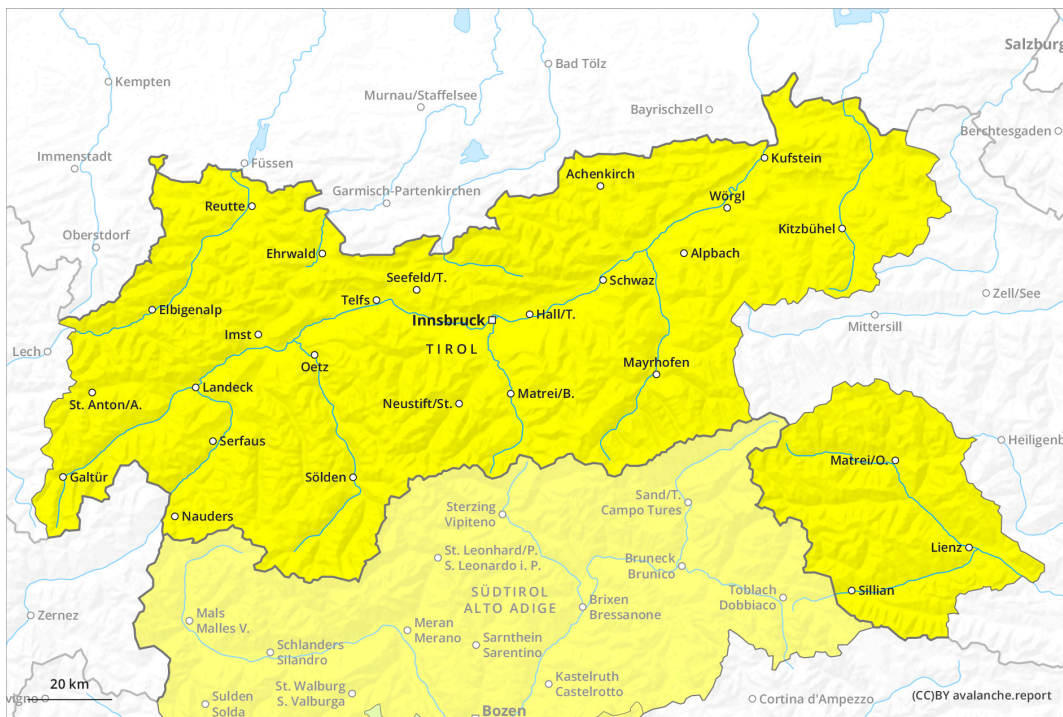 Salzburg
Kempten
Bad Tölz
Murnau/Staffelsee
Bayrischzell
Berchtesgaden
Immenstadt
Füssen
Kufstein
Garmisch-Partenkirchen
Achenkirch
Reutte
Wörgl
Oberstdorf
Kitzbühel
Ehrwald
Alpbach
Seefeld/T.
Schwaz
Zell/See
Telfs
Elbigenalp
Innsbruck
Hall/T.
Mittersill
Imst
TIROL
Lech
Oetz
Mayrhofen
Landeck
St. Anton/A.
Neustift/St.
Matrei/B.
Serfaus
Heiligenb
Matrei/O.
Galtür
Sölden
Sand/T.
Campo Tures
Sterzing
Vipiteno
Nauders
Lienz
St. Leonhard/P.
S. Leonardo i. P.
Bruneck
Brunico
SÜDTIROL
ALTO ADIGE
Toblach
Dobbiaco
Sillian
Brixen
Bressanone
Zernez
Mals
Malles V.
Meran
Merano
Sarnthein
Sarentino
Schlanders
Silandro
Kastelruth
Castelrotto
20 km
St. Walburg
S. Valburga
vigno
Sulden
Solda
Cortina d'Ampezzo
(CC)BY avalanche.report
Bozen